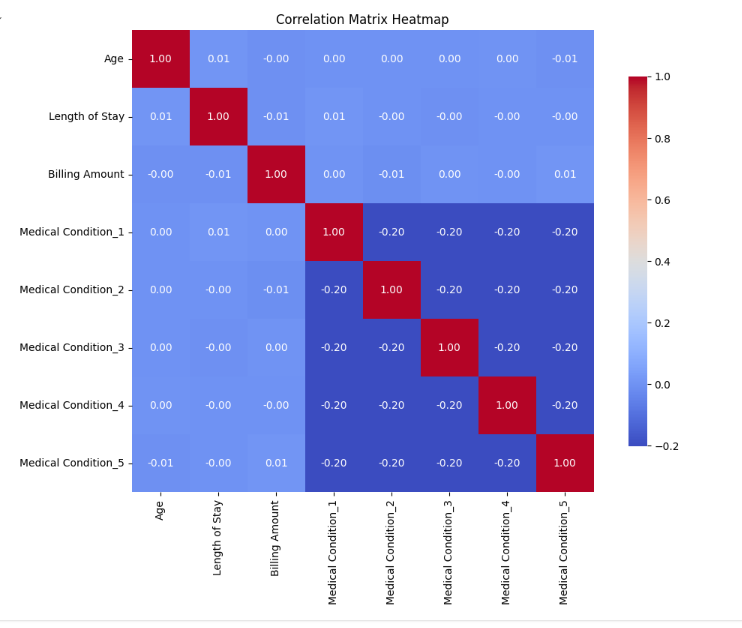 Correlation Matrix Heatmap
Age 1.00 0.01 -0.00 0.00 0.00 0.00 0.00 -0.01
Length of Stay 0.01 1.00 -0.01 0.01 -0.00 -0.00 -0.00 -0.00
Billing Amount -0.00 -0.01 1.00 0.00 -0.01 0.00 -0.00 0.01
Medical Condition_1 0.00 0.01 0.00 1.00 -0.20 -0.20 -0.20 -0.20
Medical Condition_2 0.00 -0.00 -0.01 -0.20 1.00 -0.20 -0.20 -0.20
Medical Condition_3 0.00 -0.00 0.00 -0.20 -0.20 1.00 -0.20 -0.20
Medical Condition_4 0.00 -0.00 -0.00 -0.20 -0.20 -0.20 1.00 -0.20
Medical Condition_5 -0.01 -0.00 0.01 -0.20 -0.20 -0.20 -0.20 1.00
Age
Length of Stay
Billing Amount
Medical Condition_1
Medical Condition_2
Medical Condition_3
Medical Condition_4
Medical Condition_5
1.0
0.8
0.6
0.4
0.2
0.0
−0.2